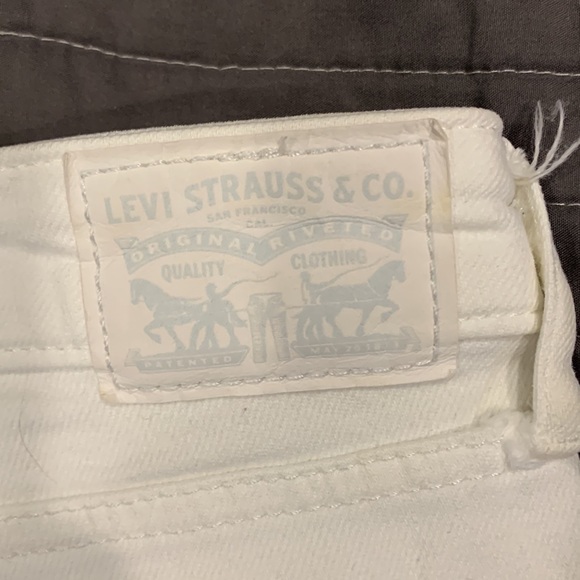 LEVI STRAUSS & CO.
SAN FRANCISCO
CAL.
ORIGINAL RIVETED
QUALITY CLOTHING
PATENTED